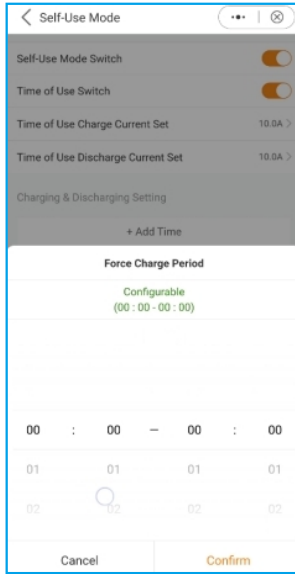 Self-Use Mode
Self-Use Mode Switch
Time of Use Switch
Time of Use Charge Current Set 10.0A >
Time of Use Discharge Current Set 10.0A >
Charging & Discharging Setting
+ Add Time
Force Charge Period
Configurable
(00 : 00 - 00 : 00)
00 : 00 — 00 : 00
01 01 01 01
02 02 02 02
Cancel Confirm